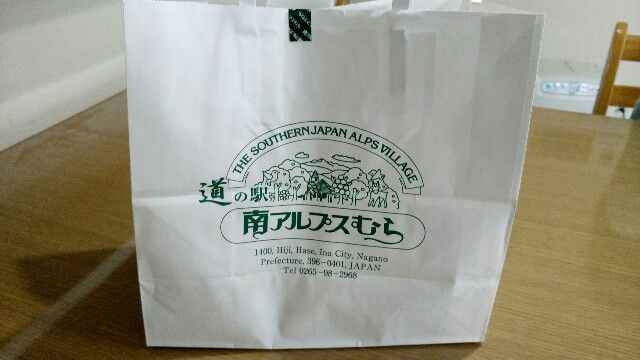 THE SOUTHERN JAPAN ALPS VILLAGE
道の駅
南アルプスむら
1400, Hiji, Hase, Ina City, Nagano
Prefecture, 396-0401, JAPAN
Tel 0265-98-2968